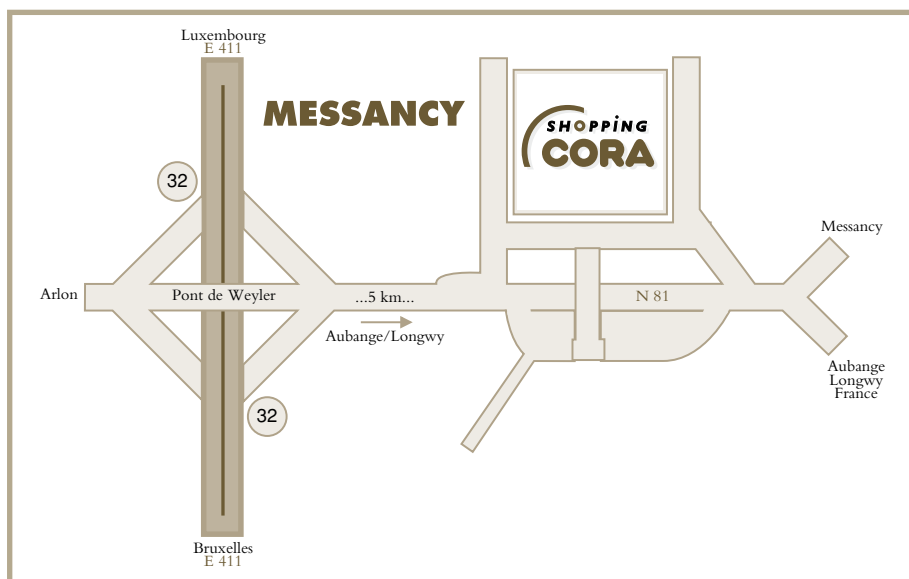 Luxembourg
E 411
MESSANCY
SHOPPING
CORA
32
Messancy
Arlon
Pont de Weyler
...5 km...
N 81
Aubange/Longwy
Aubange
Longwy
France
32
Bruxelles
E 411